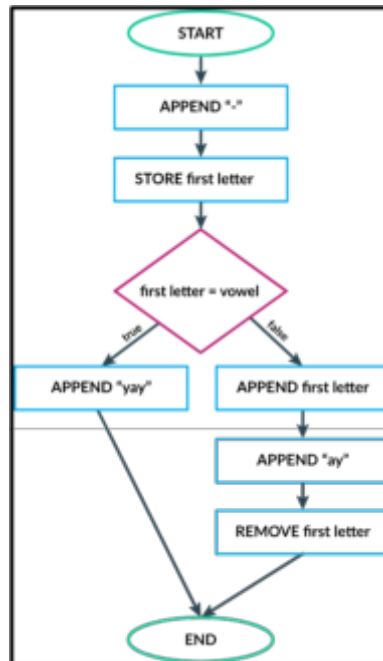 START
APPEND “-”
STORE first letter
first letter = vowel
true
false
APPEND “yay”
APPEND first letter
APPEND “ay”
REMOVE first letter
END